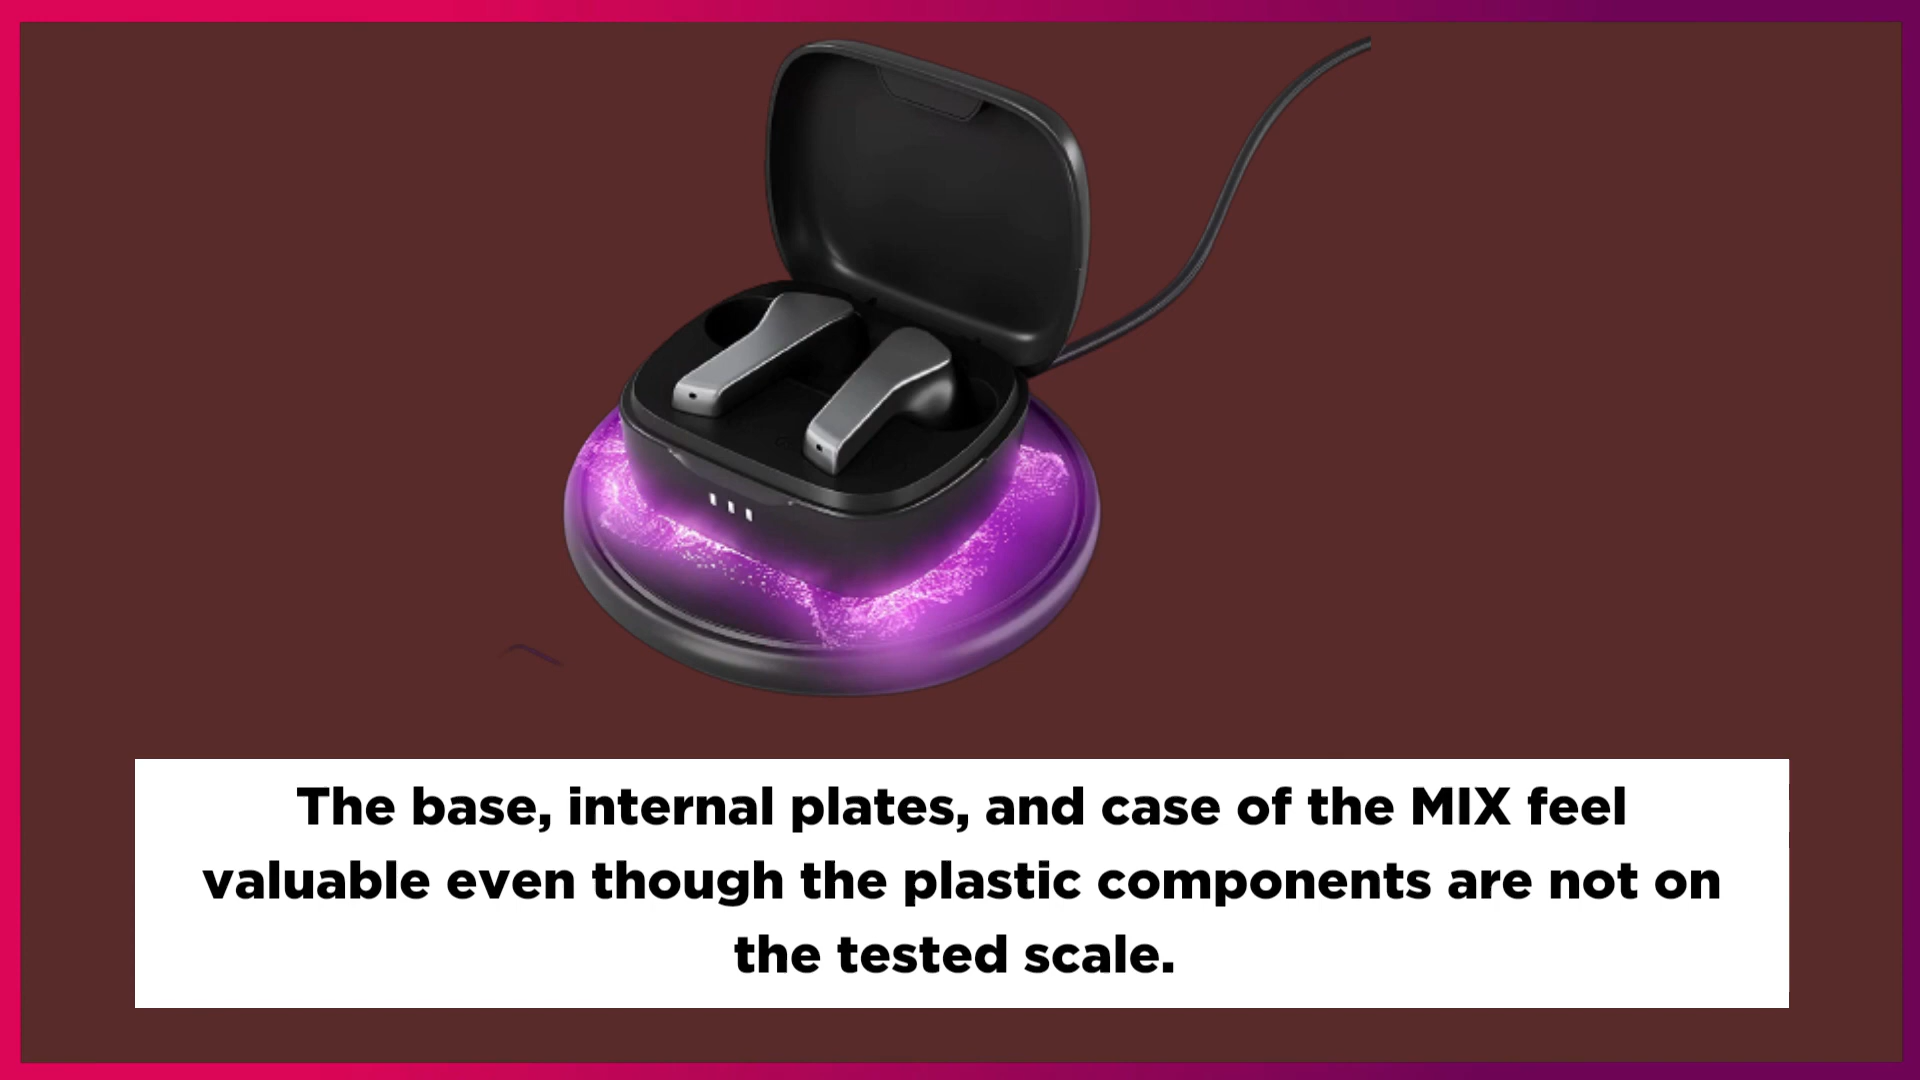 The base, internal plates, and case of the MIX feel
valuable even though the plastic components are not on
the tested scale.